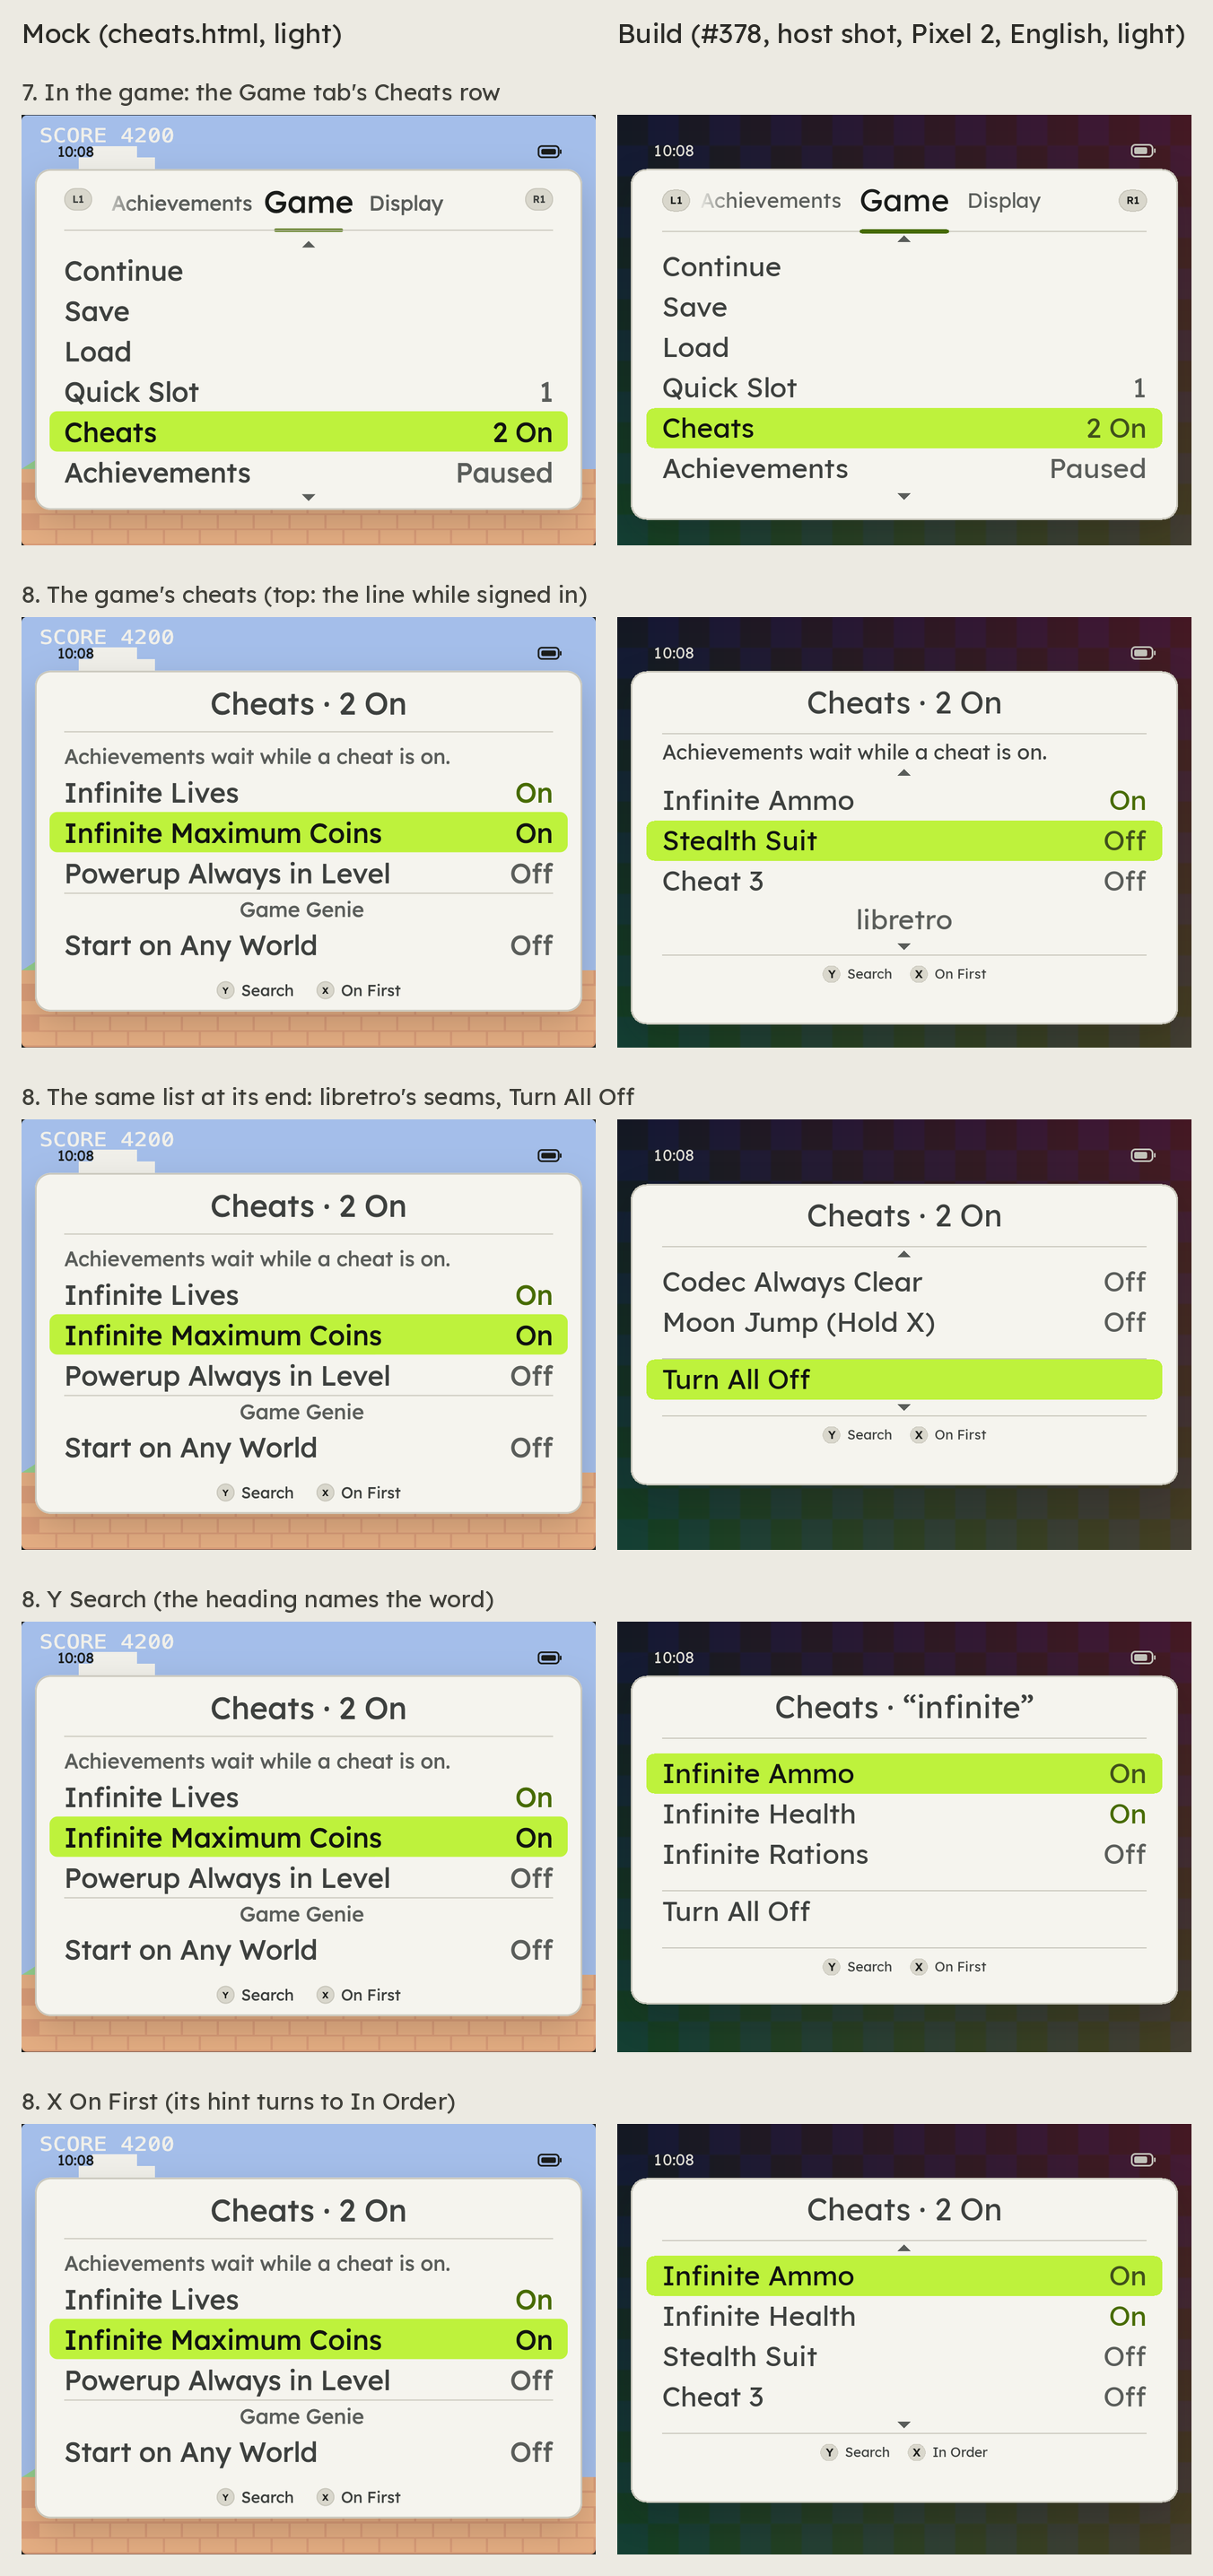 Mock (cheats.html, light)
Build (#378, host shot, Pixel 2, English, light)
7. In the game: the Game tab's Cheats row
SCORE 4200
10:08
L1 Achievements Game Display R1
Continue
Save
Load
Quick Slot 1
Cheats 2 On
Achievements Paused
10:08
L1 Achievements Game Display R1
Continue
Save
Load
Quick Slot 1
Cheats 2 On
Achievements Paused
8. The game's cheats (top: the line while signed in)
SCORE 4200
10:08
Cheats · 2 On
Achievements wait while a cheat is on.
Infinite Lives On
Infinite Maximum Coins On
Powerup Always in Level Off
Game Genie
Start on Any World Off
Y Search X On First
10:08
Cheats · 2 On
Achievements wait while a cheat is on.
Infinite Ammo On
Stealth Suit Off
Cheat 3 Off
libretro
Y Search X On First
8. The same list at its end: libretro's seams, Turn All Off
SCORE 4200
10:08
Cheats · 2 On
Achievements wait while a cheat is on.
Infinite Lives On
Infinite Maximum Coins On
Powerup Always in Level Off
Game Genie
Start on Any World Off
Y Search X On First
10:08
Cheats · 2 On
Codec Always Clear Off
Moon Jump (Hold X) Off
Turn All Off
Y Search X On First
8. Y Search (the heading names the word)
SCORE 4200
10:08
Cheats · 2 On
Achievements wait while a cheat is on.
Infinite Lives On
Infinite Maximum Coins On
Powerup Always in Level Off
Game Genie
Start on Any World Off
Y Search X On First
10:08
Cheats · “infinite”
Infinite Ammo On
Infinite Health On
Infinite Rations Off
Turn All Off
Y Search X On First
8. X On First (its hint turns to In Order)
SCORE 4200
10:08
Cheats · 2 On
Achievements wait while a cheat is on.
Infinite Lives On
Infinite Maximum Coins On
Powerup Always in Level Off
Game Genie
Start on Any World Off
Y Search X On First
10:08
Cheats · 2 On
Infinite Ammo On
Infinite Health On
Stealth Suit Off
Cheat 3 Off
Y Search X In Order